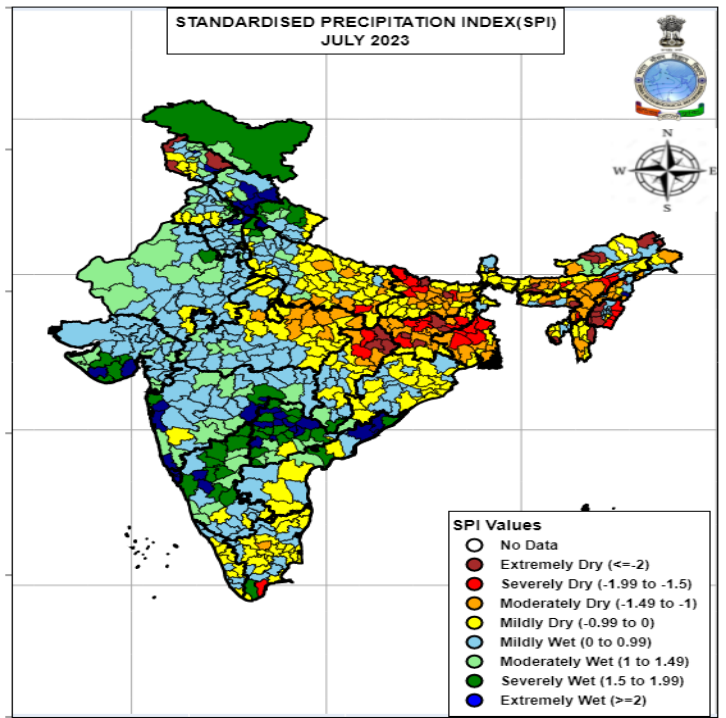 STANDARDISED PRECIPITATION INDEX(SPI)
JULY 2023
N
W E
S
SPI Values
No Data
Extremely Dry (<=-2)
Severely Dry (-1.99 to -1.5)
Moderately Dry (-1.49 to -1)
Mildly Dry (-0.99 to 0)
Mildly Wet (0 to 0.99)
Moderately Wet (1 to 1.49)
Severely Wet (1.5 to 1.99)
Extremely Wet (>=2)